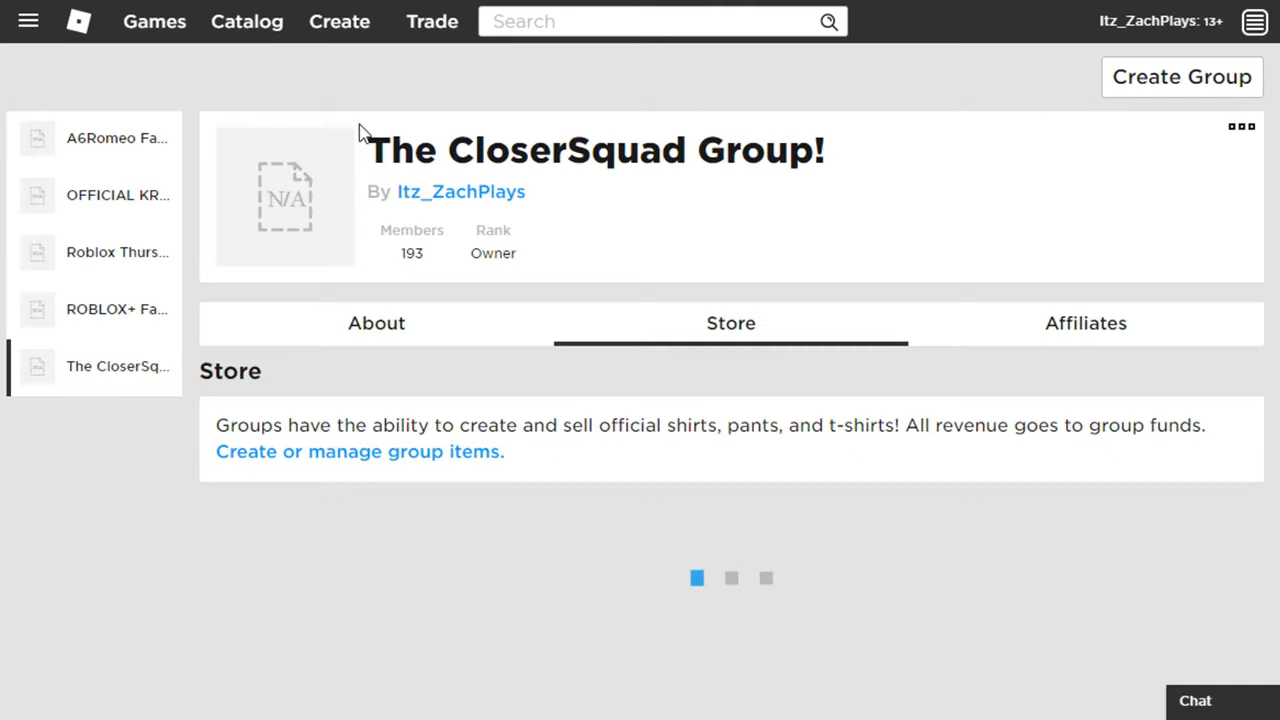 Games Catalog Create Trade Search Itz_ZachPlays: 13+
Create Group
A6Romeo Fa...
OFFICIAL KR...
Roblox Thurs...
ROBLOX+ Fa...
The CloserSq...
N/A
The CloserSquad Group!
By Itz_ZachPlays
Members Rank
193 Owner
About Store Affiliates
Store
Groups have the ability to create and sell official shirts, pants, and t-shirts! All revenue goes to group funds.
Create or manage group items.
Chat